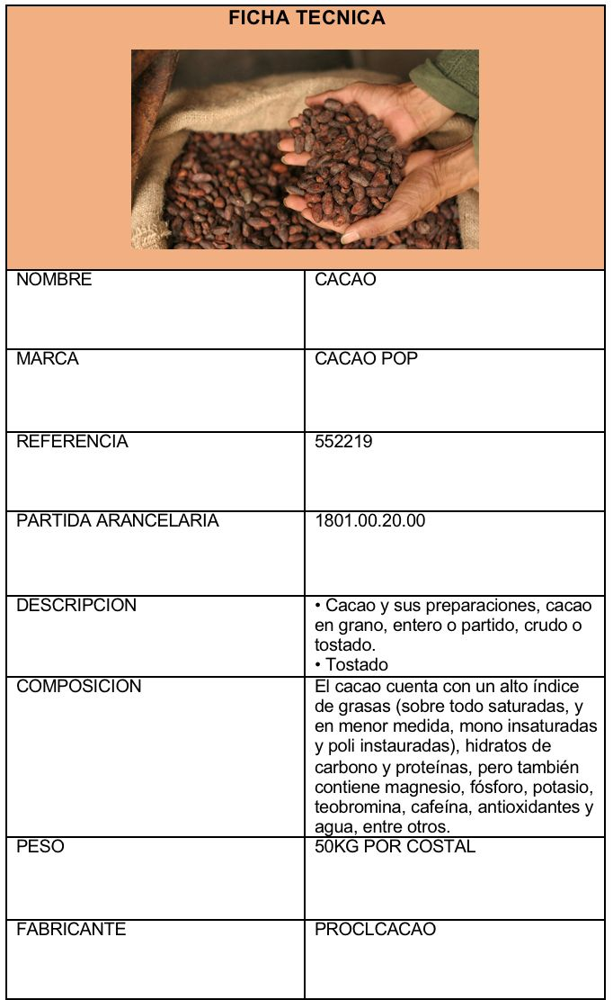 FICHA TECNICA
NOMBRE
CACAO
MARCA
CACAO POP
REFERENCIA
552219
PARTIDA ARANCELARIA
1801.00.20.00
DESCRIPCION
• Cacao y sus preparaciones, cacao
en grano, entero o partido, crudo o
tostado.
• Tostado
COMPOSICION
El cacao cuenta con un alto índice
de grasas (sobre todo saturadas, y
en menor medida, mono insaturadas
y poli instauradas), hidratos de
carbono y proteínas, pero también
contiene magnesio, fósforo, potasio,
teobromina, cafeína, antioxidantes y
agua, entre otros.
PESO
50KG POR COSTAL
FABRICANTE
PROCLCACAO